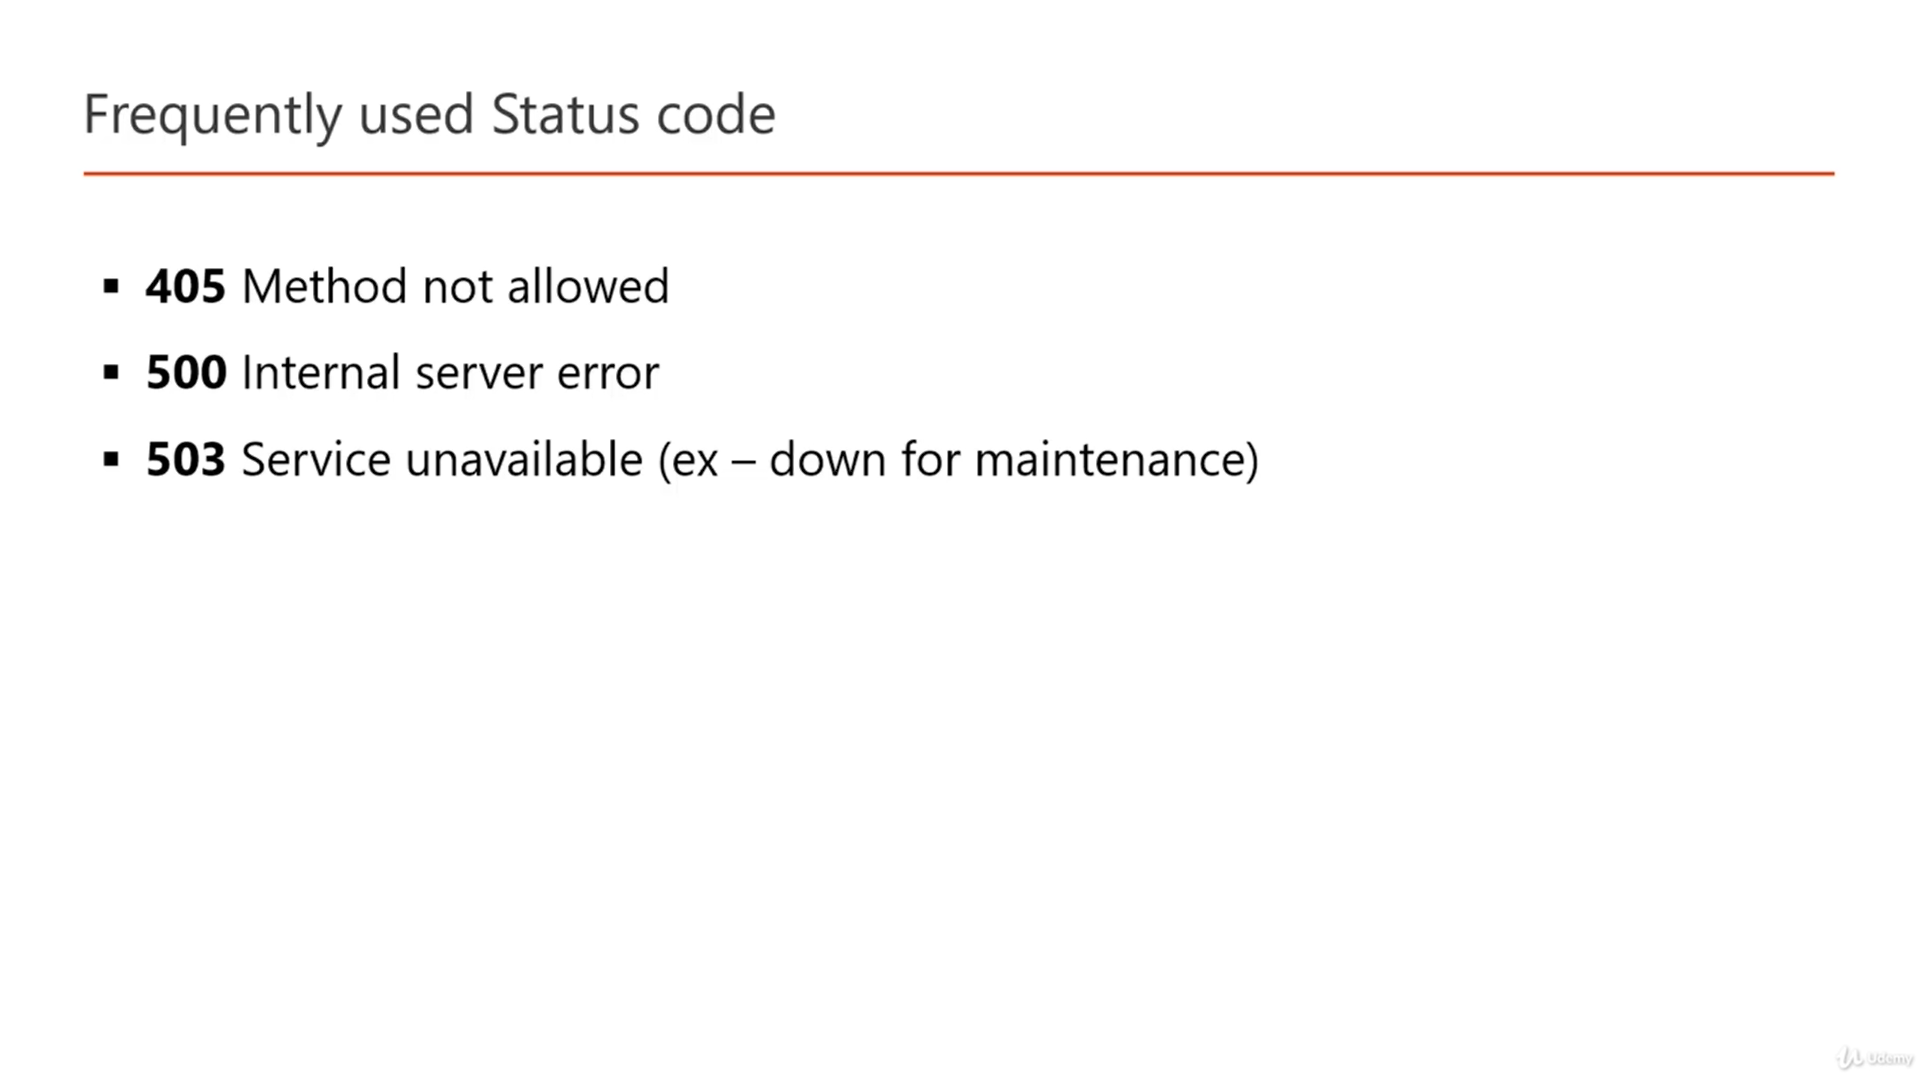 Frequently used Status code
▪ 405 Method not allowed
▪ 500 Internal server error
▪ 503 Service unavailable (ex – down for maintenance)
Udemy